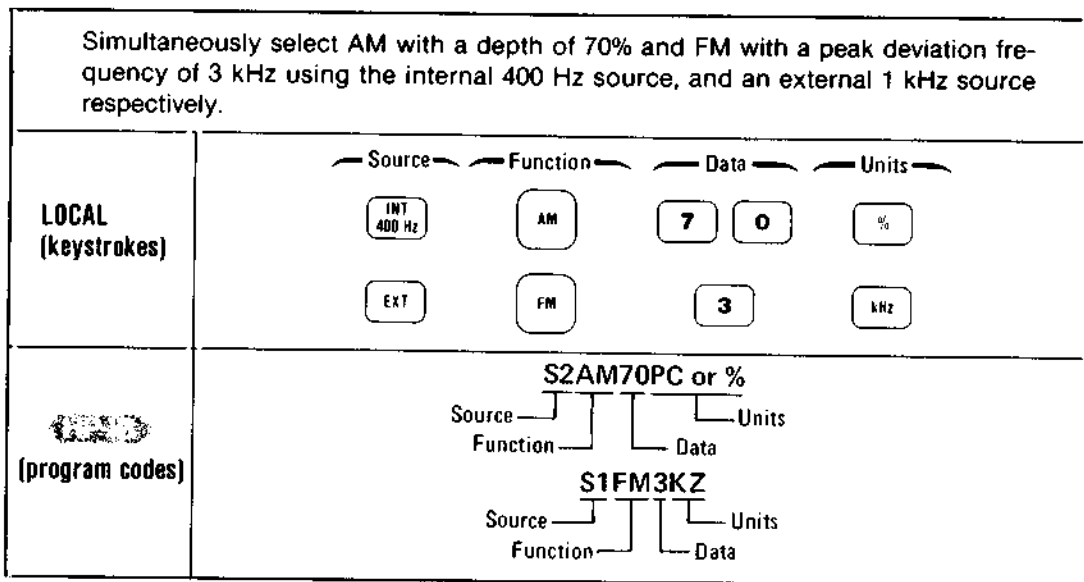 Simultaneously select AM with a depth of 70% and FM with a peak deviation fre-
quency of 3 kHz using the internal 400 Hz source, and an external 1 kHz source
respectively.
Source Function Data Units
LOCAL
(keystrokes)
INT
400 Hz
AM
7 0
%
EXT
FM
3
kHz
S2AM70PC or %
Source Units
Function Data
(program codes)
S1FM3KZ
Source Units
Function Data